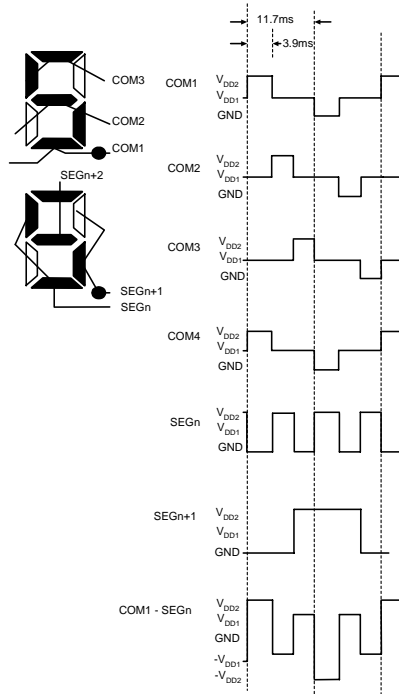 11.7ms
3.9ms
COM3
COM2
COM1
SEGn+2
SEGn+1
SEGn
COM1
VDD2
VDD1
GND
COM2
VDD2
VDD1
GND
COM3
VDD2
VDD1
GND
COM4
VDD2
VDD1
GND
SEGn
VDD2
VDD1
GND
SEGn+1
VDD2
VDD1
GND
COM1 - SEGn
VDD2
VDD1
GND
-VDD1
-VDD2